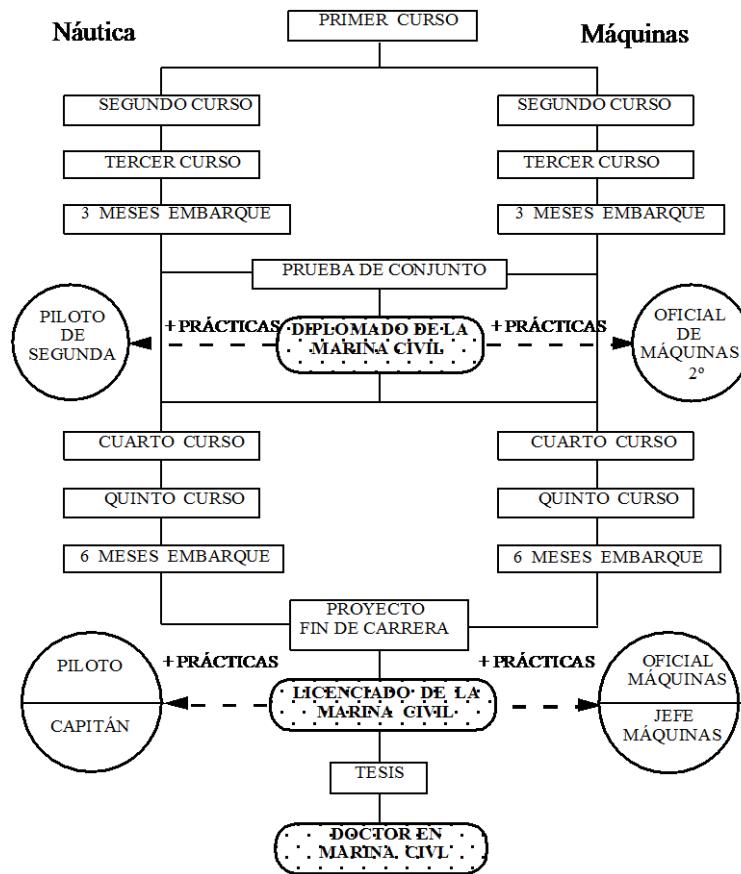 PRIMER CURSO
Náutica
Máquinas
SEGUNDO CURSO
SEGUNDO CURSO
TERCER CURSO
TERCER CURSO
3 MESES EMBARQUE
3 MESES EMBARQUE
PRUEBA DE CONJUNTO
PILOTO
DE
SEGUNDA
+ PRÁCTICAS
DIPLOMADO DE LA
MARINA CIVIL
+ PRÁCTICAS
OFICIAL
DE
MÁQUINAS
2º
CUARTO CURSO
CUARTO CURSO
QUINTO CURSO
QUINTO CURSO
6 MESES EMBARQUE
6 MESES EMBARQUE
PROYECTO
FIN DE CARRERA
PILOTO
CAPITÁN
+ PRÁCTICAS
LICENCIADO DE LA
MARINA CIVIL
+ PRÁCTICAS
OFICIAL
MÁQUINAS
JEFE
MÁQUINAS
TESIS
DOCTOR EN
MARINA CIVL